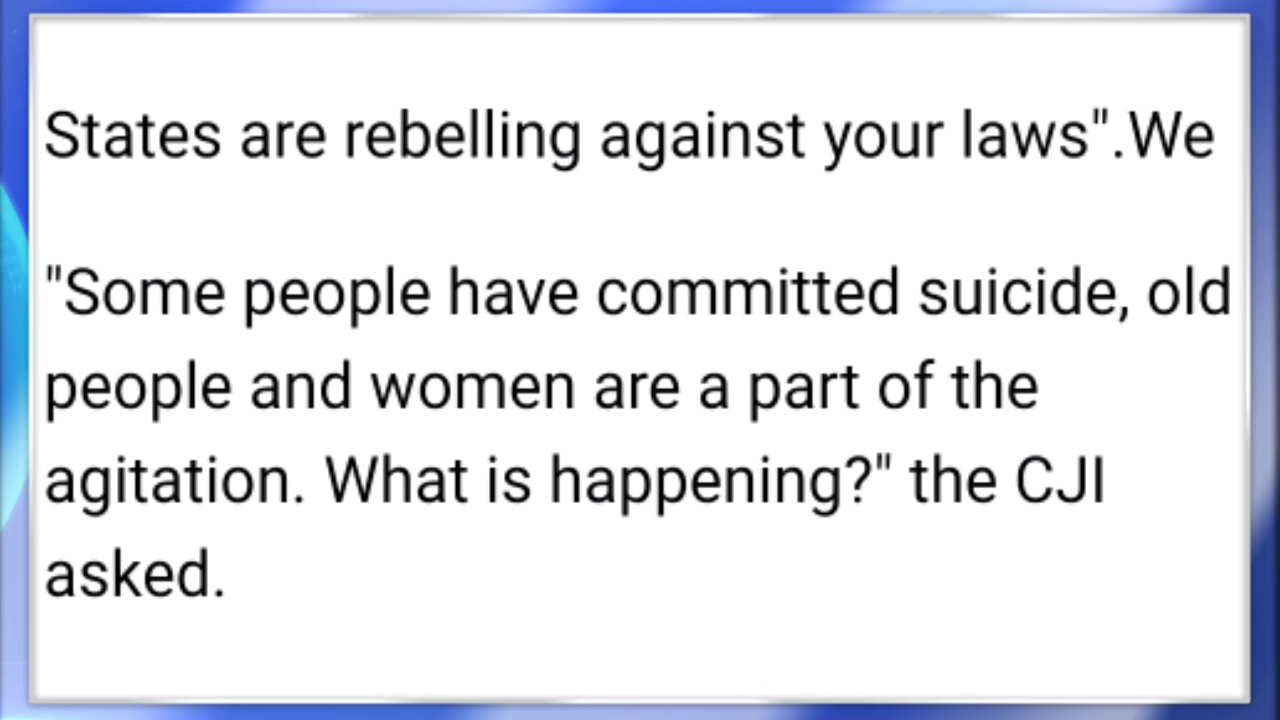 States are rebelling against your laws".We
"Some people have committed suicide, old
people and women are a part of the
agitation. What is happening?" the CJI
asked.